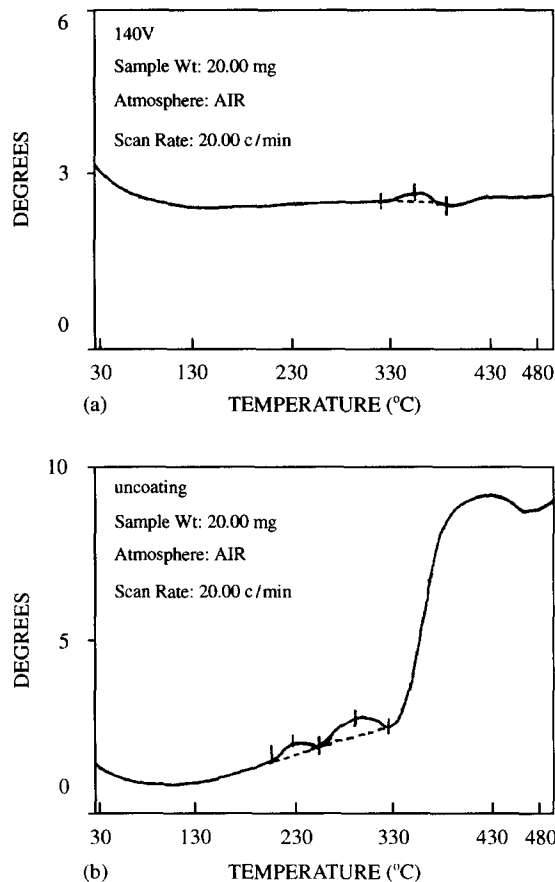 6
140V
Sample Wt: 20.00 mg
Atmosphere: AIR
Scan Rate: 20.00 c/min
DEGREES
3
0
30 130 230 330 430 480
(a) TEMPERATURE (°C)
10
uncoating
Sample Wt: 20.00 mg
Atmosphere: AIR
Scan Rate: 20.00 c/min
DEGREES
5
0
30 130 230 330 430 480
(b) TEMPERATURE (°C)